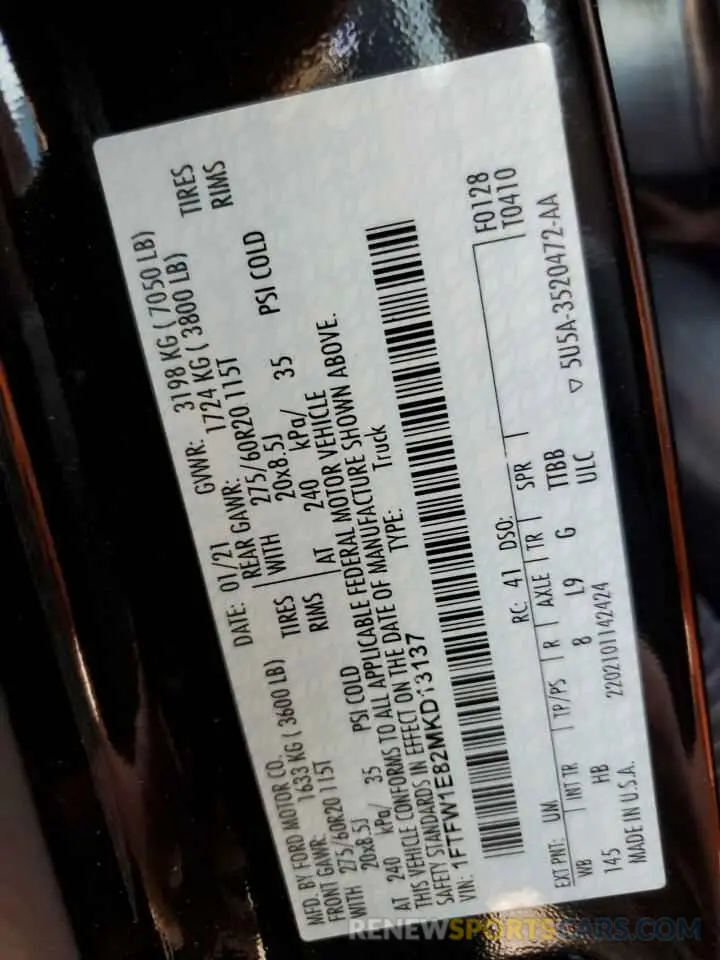 MFD. BY FORD MOTOR CO.
DATE: 01/21
GVWR: 3198 KG ( 7050 LB)
FRONT GAWR: 1633 KG ( 3600 LB)
REAR GAWR: 1724 KG ( 3800 LB)
WITH 275/60R20 115T TIRES
WITH 275/60R20 115T TIRES
20x8.5J RIMS
20x8.5J RIMS
AT 240 kPa/ 35 PSI COLD
AT 240 kPa/ 35 PSI COLD
THIS VEHICLE CONFORMS TO ALL APPLICABLE FEDERAL MOTOR VEHICLE
SAFETY STANDARDS IN EFFECT ON THE DATE OF MANUFACTURE SHOWN ABOVE.
VIN: 1FTFW1E82MKD13137
TYPE: Truck
F0128
T0410
EXT PNT: UM RC: 41 DSO:
WB INT TR TP/PS R AXLE TR SPR
145 HB 8 L9 G TTBB
2202101142424 ULC
MADE IN U.S.A. ▽ 5U5A-3520472-AA
RENEWSPORTSCARS.COM